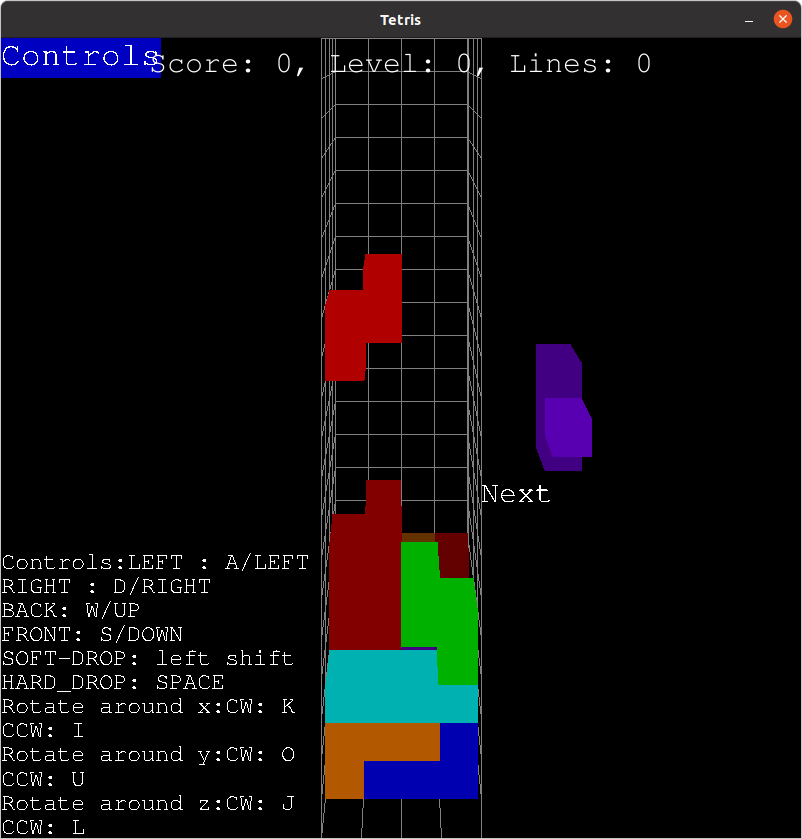 Tetris
Controls
Score: 0, Level: 0, Lines: 0
Next
Controls:LEFT : A/LEFT
RIGHT : D/RIGHT
BACK: W/UP
FRONT: S/DOWN
SOFT-DROP: left shift
HARD_DROP: SPACE
Rotate around x:CW: K
CCW: I
Rotate around y:CW: O
CCW: U
Rotate around z:CW: J
CCW: L